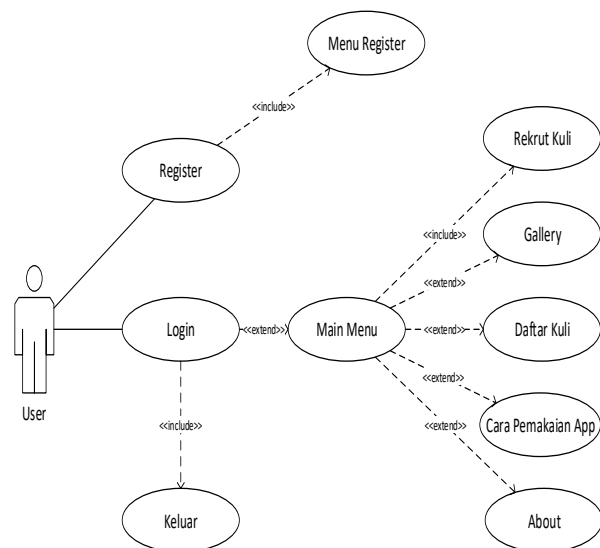 Menu Register
<<include>>
Register
Rekrut Kuli
<<include>>
Gallery
<<extend>>
User
Login
<<extend>>
Main Menu
<<extend>>
Daftar Kuli
<<extend>>
Cara Pemakaian App
<<extend>>
<<include>>
Keluar
About